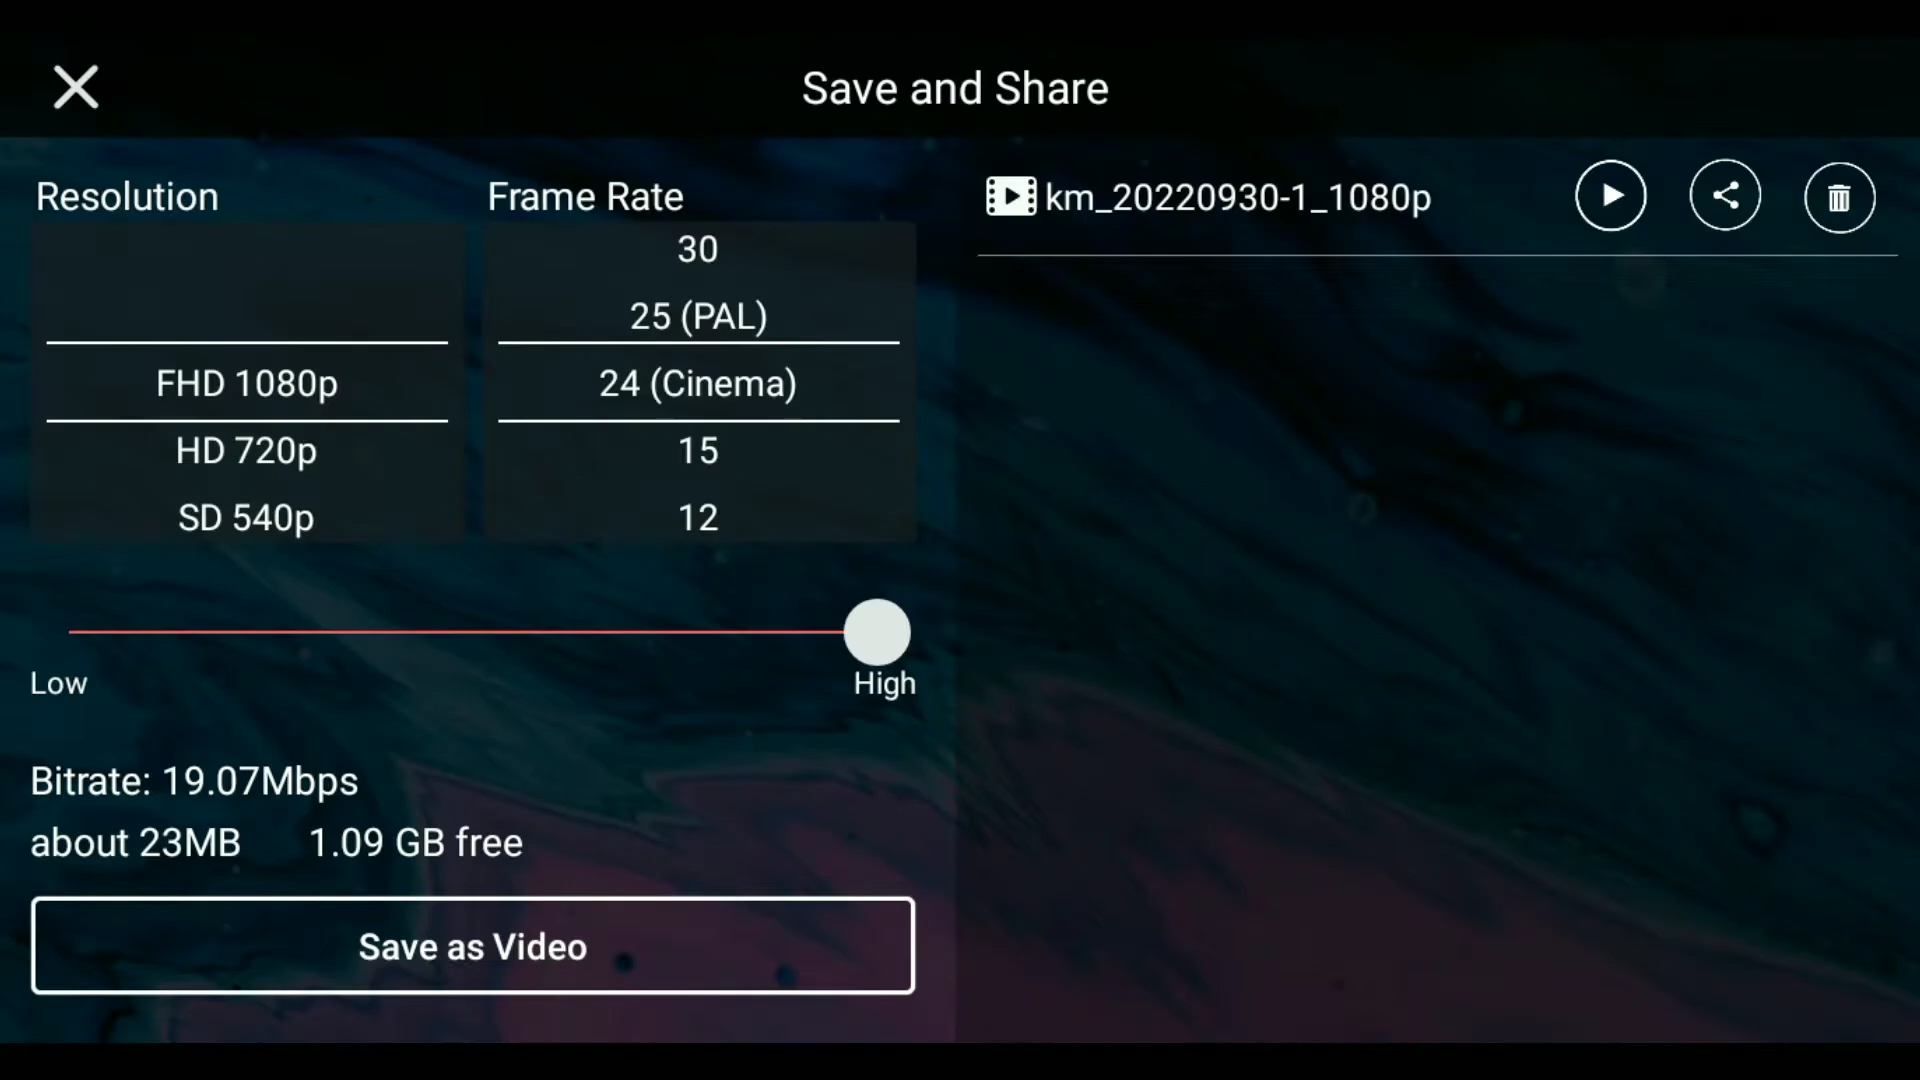 Save and Share
Resolution
FHD 1080p
HD 720p
SD 540p
Frame Rate
30
25 (PAL)
24 (Cinema)
15
12
Low
High
Bitrate: 19.07Mbps
about 23MB 1.09 GB free
Save as Video
km_20220930-1_1080p